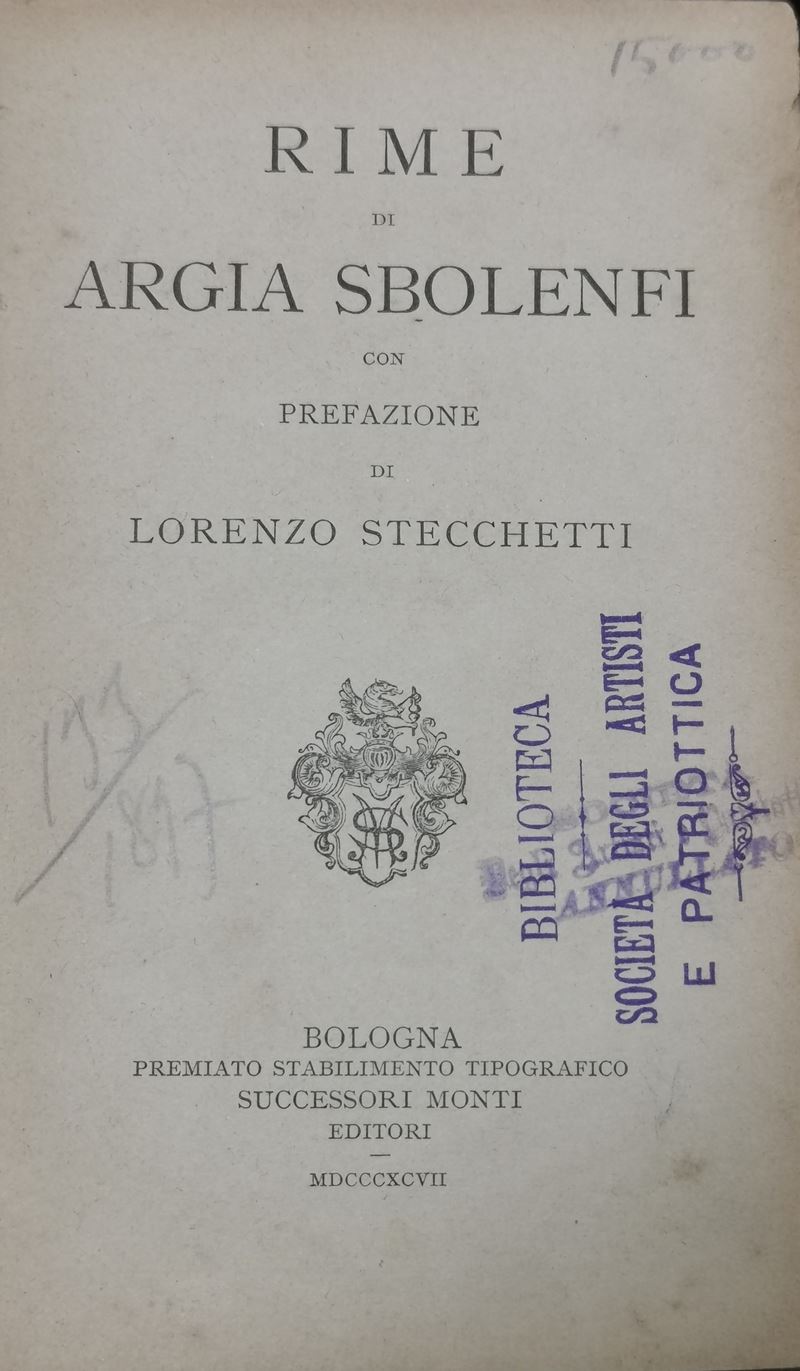 15000
RIME
DI
ARGIA SBOLENFI
CON
PREFAZIONE
DI
LORENZO STECCHETTI
BIBLIOTECA
SOCIETÀ DEGLI ARTISTI
E PATRIOTTICA
ANNULLATO
BOLOGNA
PREMIATO STABILIMENTO TIPOGRAFICO
SUCCESSORI MONTI
EDITORI
MDCCCXCVII